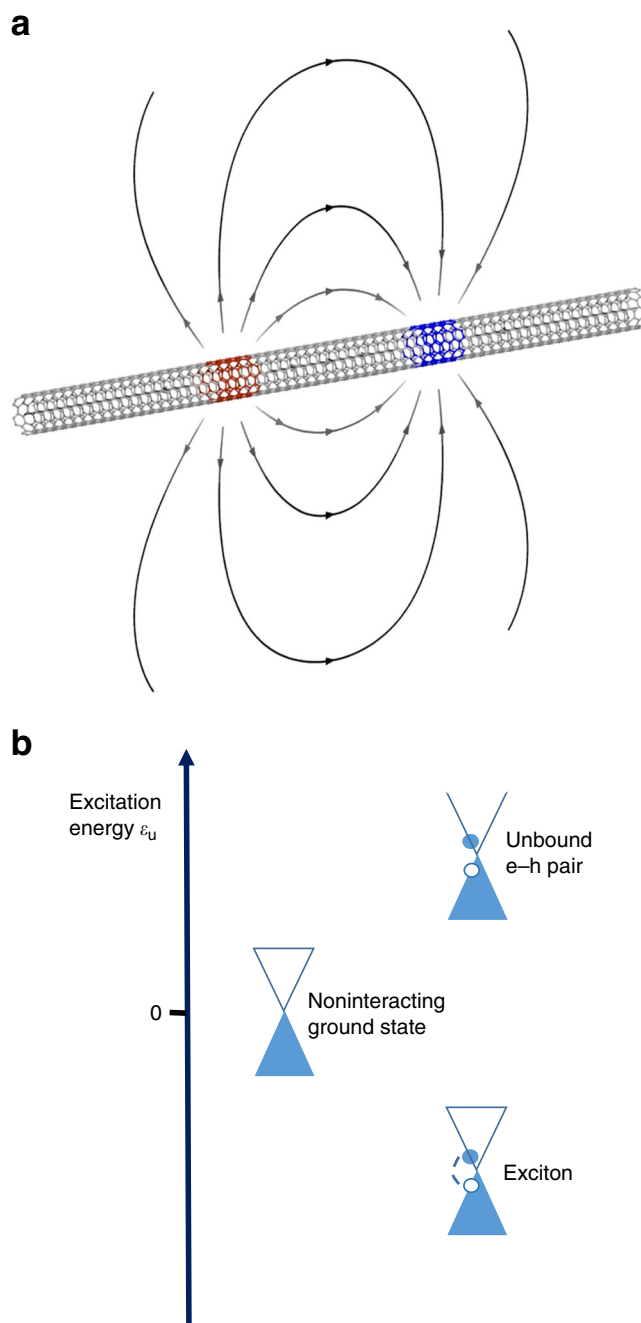 a
b
Excitation
energy εu
Unbound
e–h pair
Noninteracting
ground state
0
Exciton